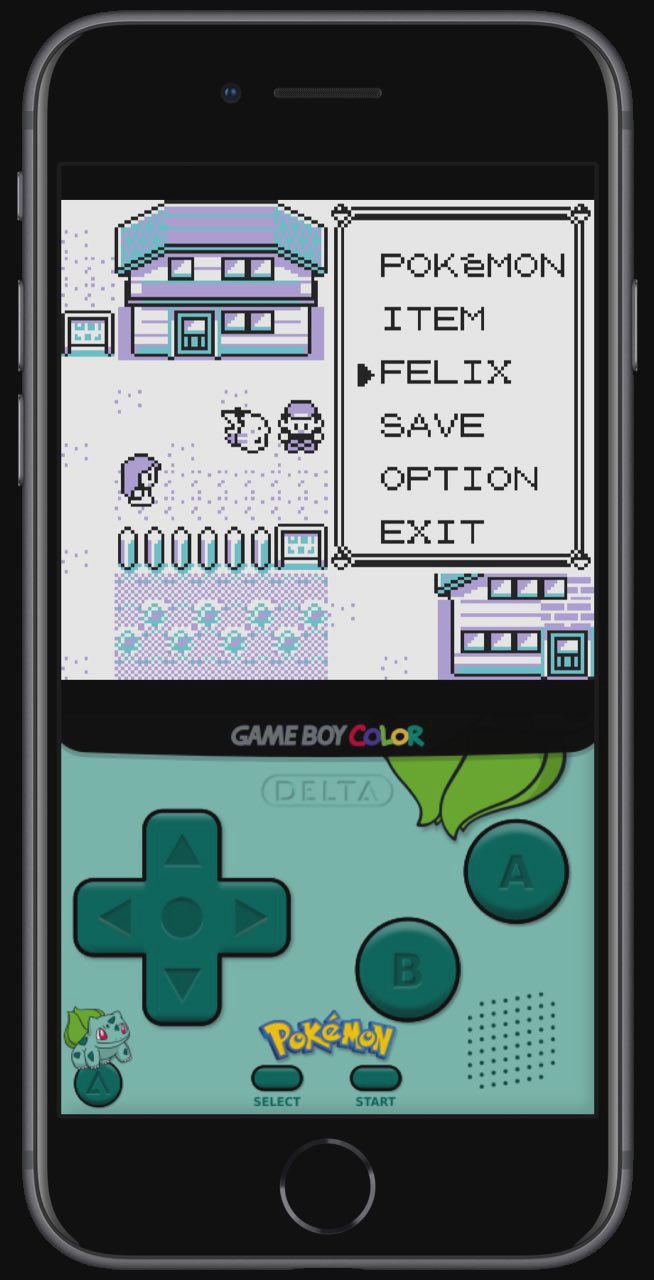 POKéMON
ITEM
FELIX
SAVE
OPTION
EXIT
GAME BOY COLOR
DELTA
A
B
POKéMON
SELECT
START